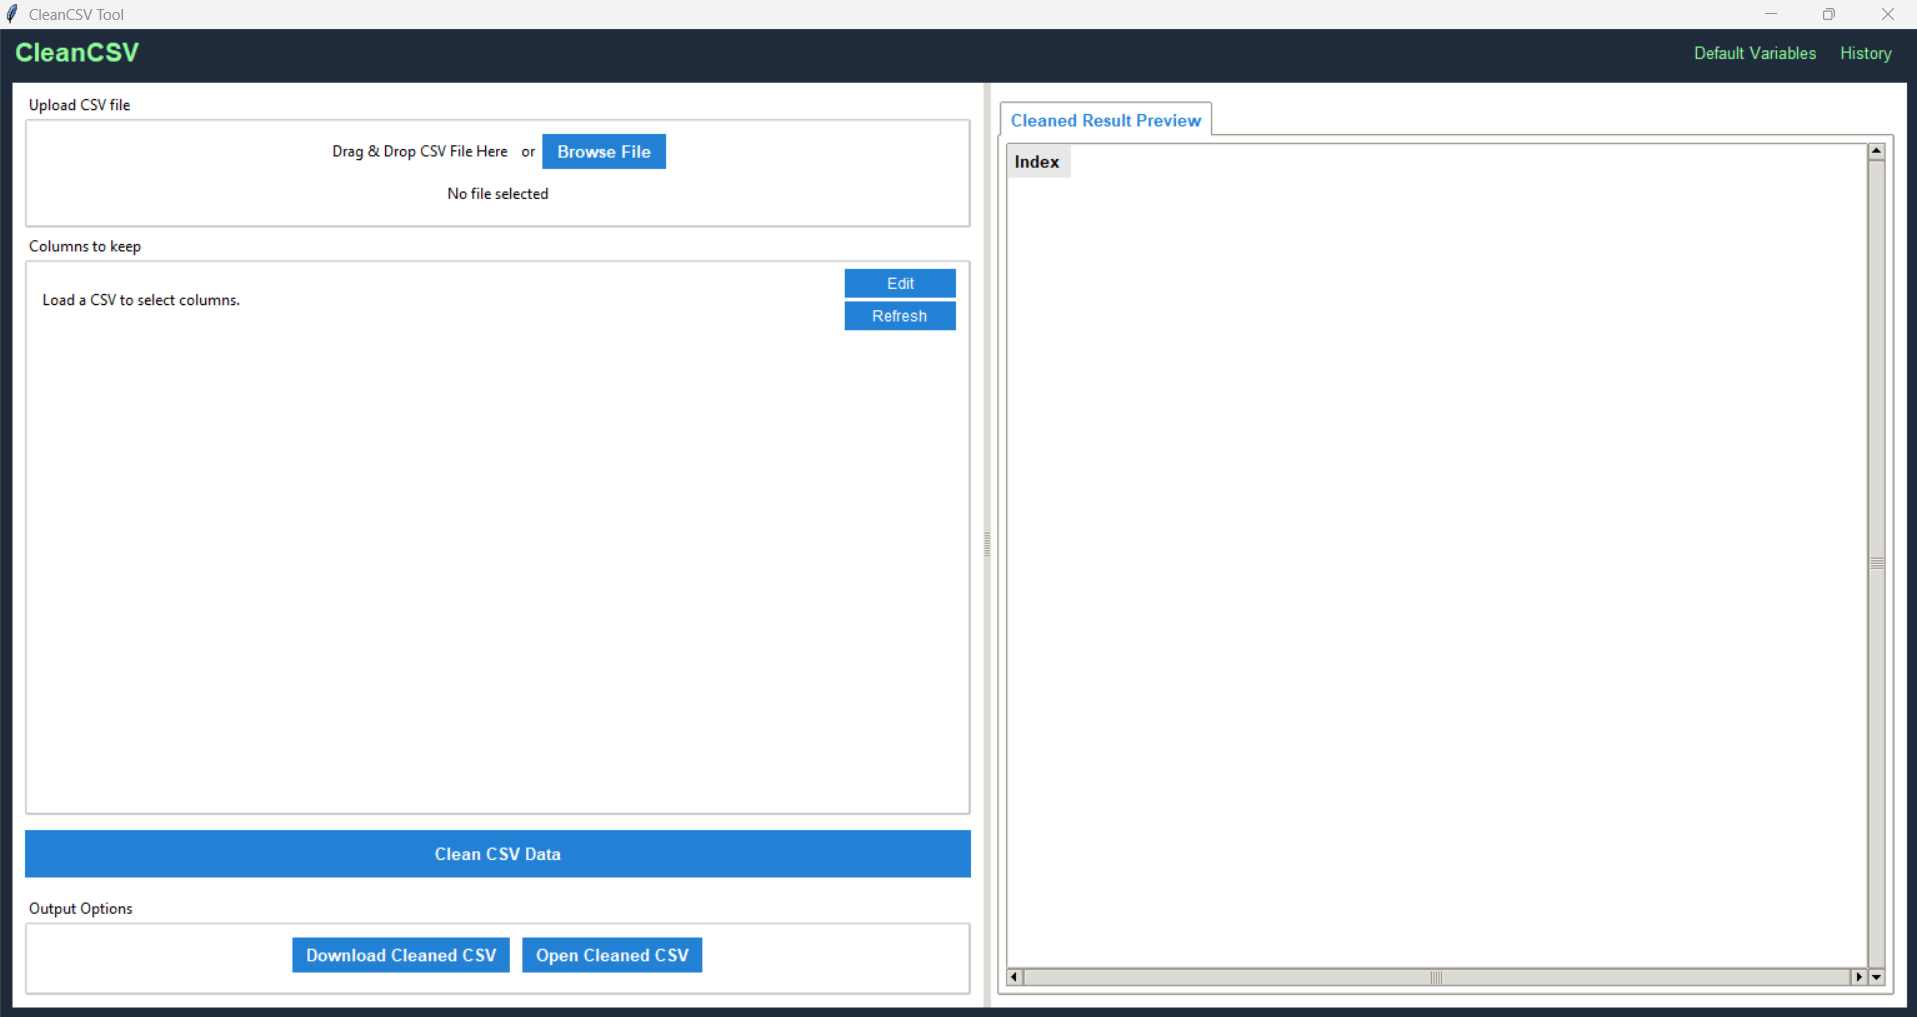 CleanCSV Tool
CleanCSV
Default Variables
History
Upload CSV file
Drag & Drop CSV File Here or Browse File
No file selected
Columns to keep
Load a CSV to select columns.
Edit
Refresh
Clean CSV Data
Output Options
Download Cleaned CSV
Open Cleaned CSV
Cleaned Result Preview
Index